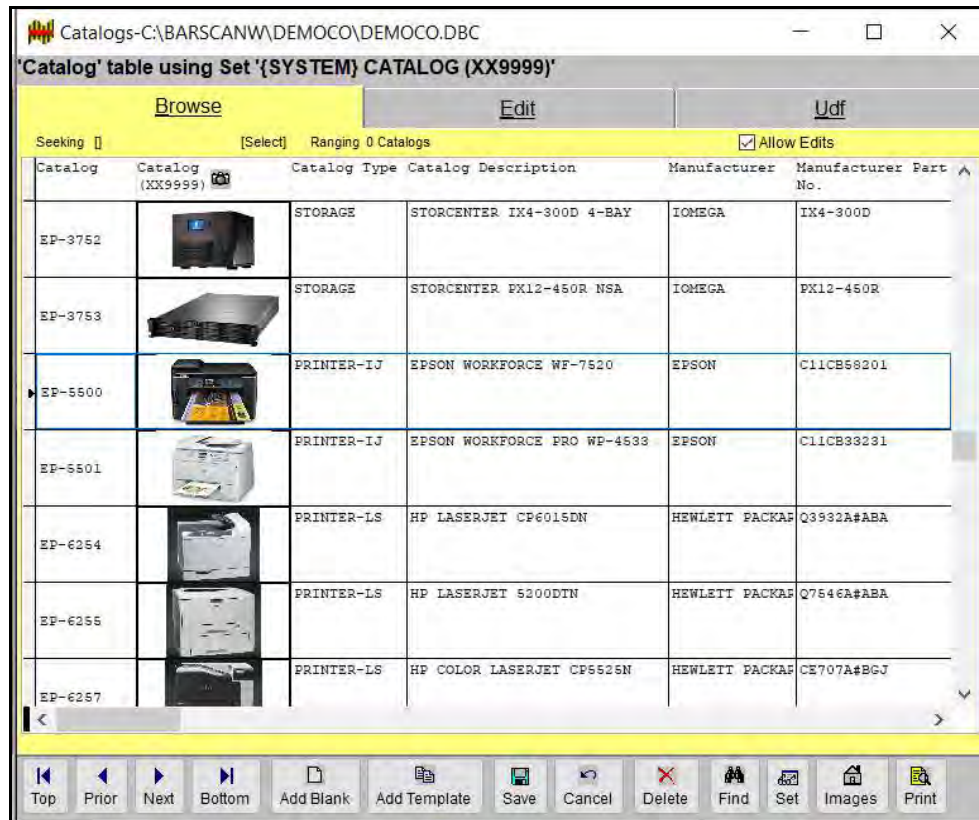 Catalogs-C:\BARSCANW\DEMOCO\DEMOCO.DBC
'Catalog' table using Set '{SYSTEM} CATALOG (XX9999)'
Browse Edit Udf
Seeking [] [Select] Ranging 0 Catalogs Allow Edits
Catalog Catalog (XX9999) Catalog Type Catalog Description Manufacturer Manufacturer Part No.
EP-3752 STORAGE STORCENTER IX4-300D 4-BAY IOMEGA IX4-300D
EP-3753 STORAGE STORCENTER PX12-450R NSA IOMEGA PX12-450R
EP-5500 PRINTER-IJ EPSON WORKFORCE WF-7520 EPSON C11CB58201
EP-5501 PRINTER-IJ EPSON WORKFORCE PRO WP-4533 EPSON C11CB33231
EP-6254 PRINTER-LS HP LASERJET CP6015DN HEWLETT PACKAR Q3932A#ABA
EP-6255 PRINTER-LS HP LASERJET 5200DTN HEWLETT PACKAR Q7546A#ABA
EP-6257 PRINTER-LS HP COLOR LASERJET CP5525N HEWLETT PACKAR CE707A#BGJ
Top Prior Next Bottom Add Blank Add Template Save Cancel Delete Find Set Images Print